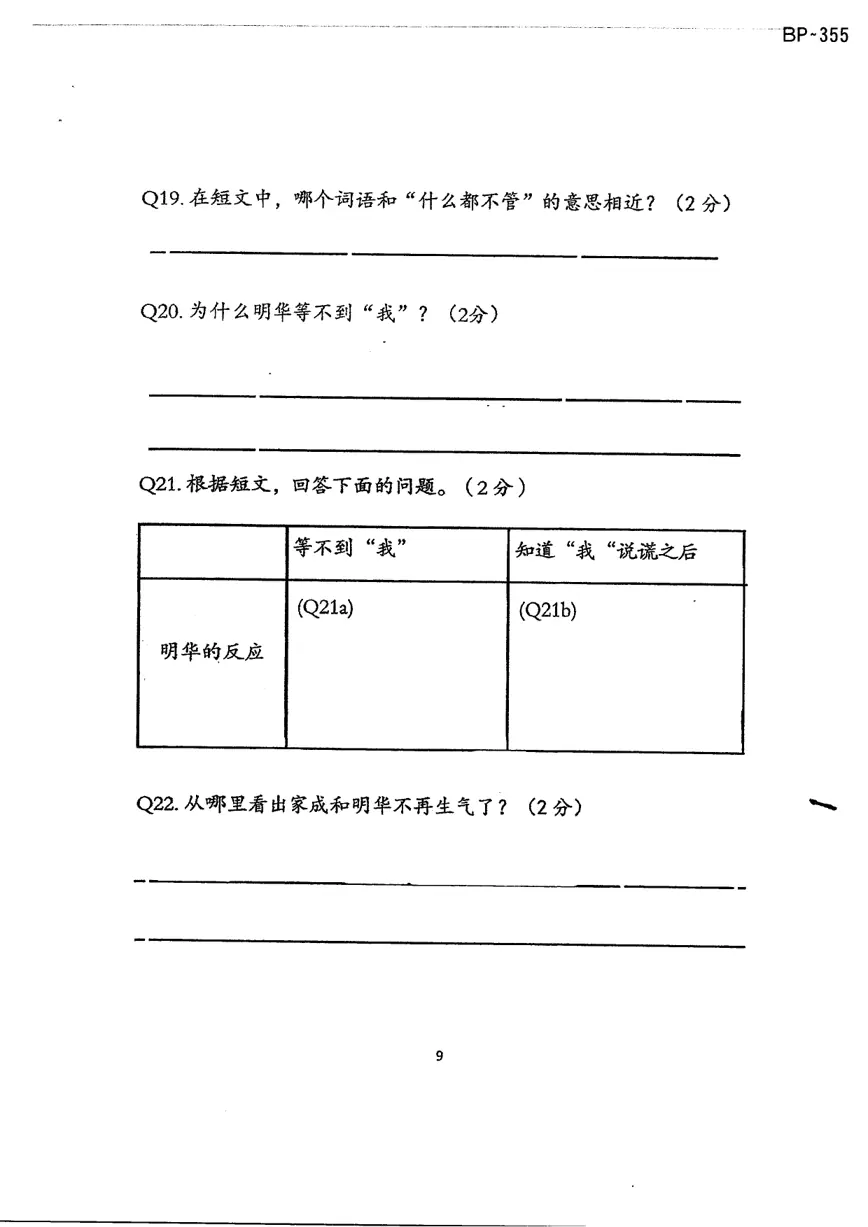 BP-355
Q19. 在短文中，哪个词语和“什么都不管”的意思相近？（2 分）
Q20. 为什么明华等不到“我”？（2分）
Q21. 根据短文，回答下面的问题。（2 分）
等不到“我” 知道“我“说谎之后
明华的反应 (Q21a) (Q21b)
Q22. 从哪里看出家成和明华不再生气了？（2 分）
9